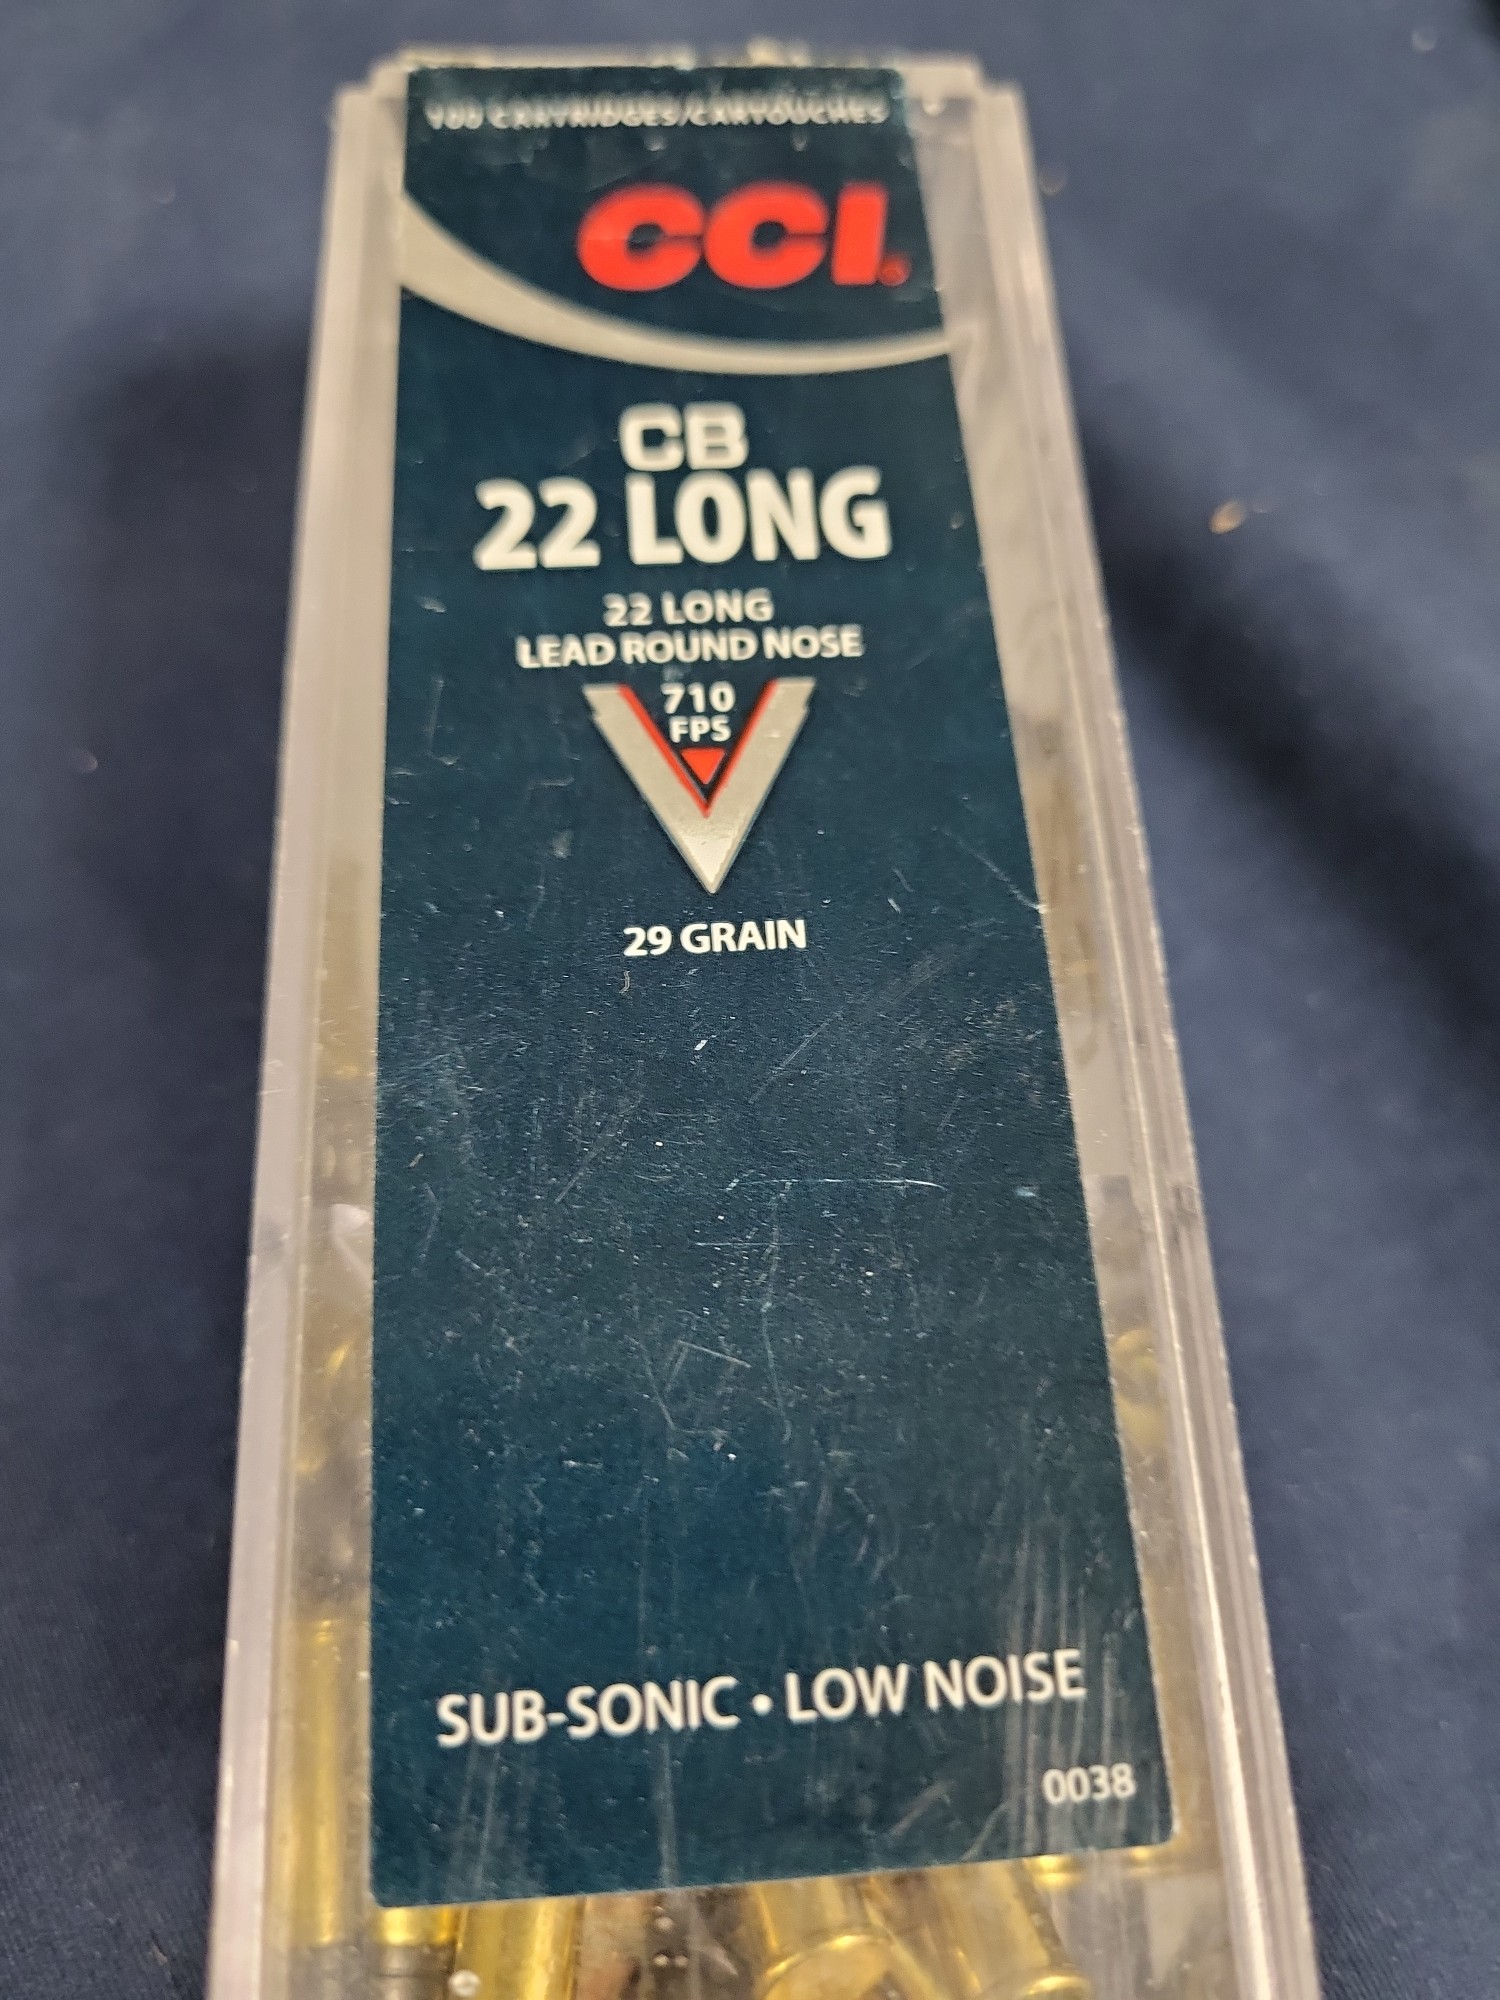 100 CARTRIDGES/CARTOUCHES
CCI®
CB
22 LONG
22 LONG
LEAD ROUND NOSE
710
FPS
29 GRAIN
SUB-SONIC • LOW NOISE
0038